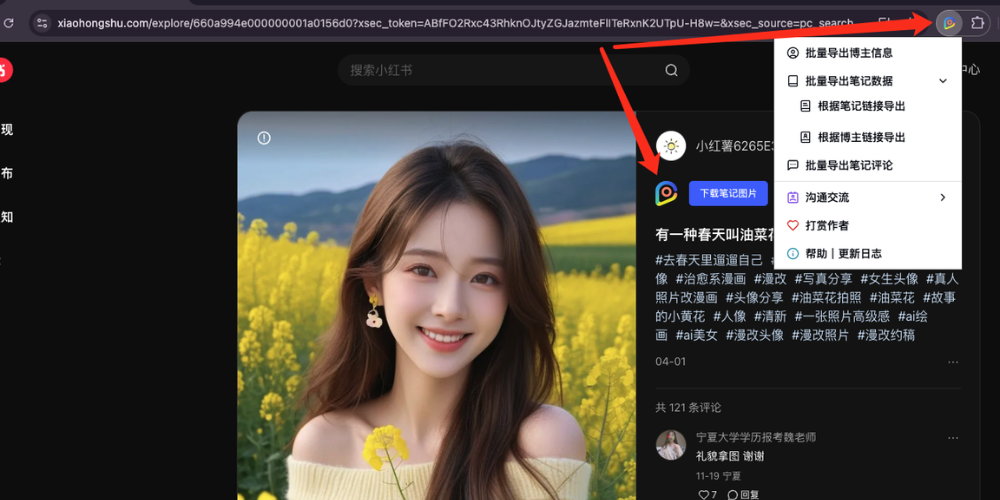 xiaohongshu.com/explore/660a994e000000001a0156d0?xsec_token=ABfFO2Rxc43RhknOJtyZGJazmteFIlTeRxnK2UTpU-H8w=&xsec_source=pc_search
搜索小红书
中心
批量导出博主信息
批量导出笔记数据
根据笔记链接导出
根据博主链接导出
批量导出笔记评论
沟通交流
打赏作者
帮助 | 更新日志
现
布
知
小红薯6265E3
下载笔记图片
有一种春天叫油菜花
#去春天里遛遛自己
像 #治愈系漫画 #漫改 #写真分享 #女生头像 #真人
照片改漫画 #头像分享 #油菜花拍照 #油菜花 #故事
的小黄花 #人像 #清新 #一张照片高级感 #ai绘
画 #ai美女 #漫改头像 #漫改照片 #漫改约稿
04-01
共 121 条评论
宁夏大学学历报考魏老师
礼貌拿图 谢谢
11-19 宁夏
7 回复